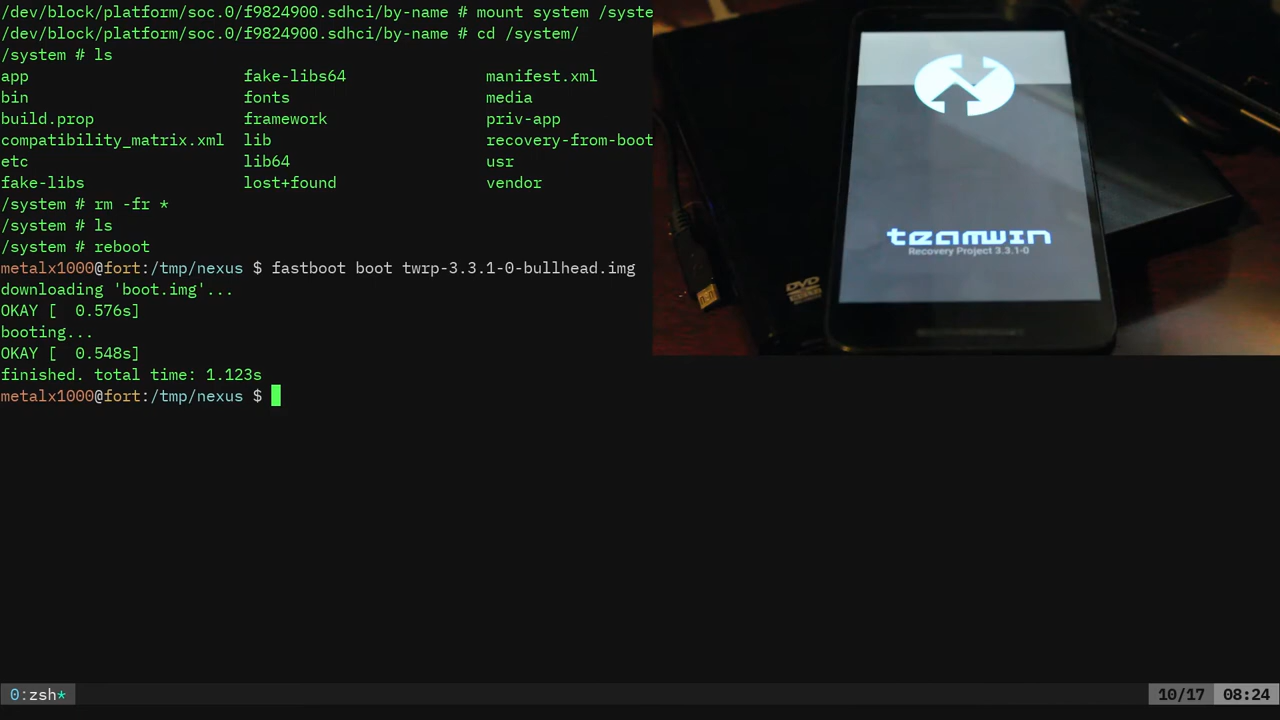 /dev/block/platform/soc.0/f9824900.sdhci/by-name # mount system /syste
/dev/block/platform/soc.0/f9824900.sdhci/by-name # cd /system/
/system # ls
app fake-libs64 manifest.xml
bin fonts media
build.prop framework priv-app
compatibility_matrix.xml lib recovery-from-boot
etc lib64 usr
fake-libs lost+found vendor
/system # rm -fr *
/system # ls
/system # reboot
metalx1000@fort:/tmp/nexus $ fastboot boot twrp-3.3.1-0-bullhead.img
downloading 'boot.img'...
OKAY [  0.576s]
booting...
OKAY [  0.548s]
finished. total time: 1.123s
metalx1000@fort:/tmp/nexus $
teamwin
Recovery Project 3.3.1-0
DVD
0:zsh*
10/17 08:24